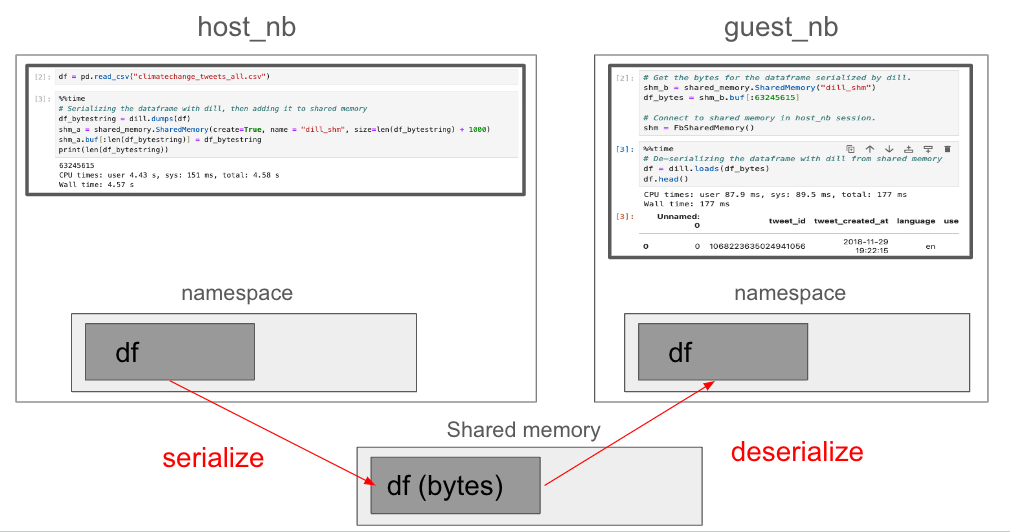 host_nb
[2]: df = pd.read_csv("climatechange_tweets_all.csv")
[3]: %%time
# Serializing the dataframe with dill, then adding it to shared memory
df_bytestring = dill.dumps(df)
shm_a = shared_memory.SharedMemory(create=True, name = "dill_shm", size=len(df_bytestring) + 1000)
shm_a.buf[:len(df_bytestring)] = df_bytestring
print(len(df_bytestring))
63245615
CPU times: user 4.43 s, sys: 151 ms, total: 4.58 s
Wall time: 4.57 s
namespace
df
guest_nb
[2]: # Get the bytes for the dataframe serialized by dill.
shm_b = shared_memory.SharedMemory("dill_shm")
df_bytes = shm_b.buf[:63245615]
# Connect to shared memory in host_nb session.
shm = FbSharedMemory()
[3]: %%time
# De-serializing the dataframe with dill from shared memory
df = dill.loads(df_bytes)
df.head()
CPU times: user 87.9 ms, sys: 89.5 ms, total: 177 ms
Wall time: 177 ms
[3]: Unnamed: 0 tweet_id tweet_created_at language use
0 0 1068223635024941056 2018-11-29 19:22:15 en
namespace
df
Shared memory
serialize
deserialize
df (bytes)